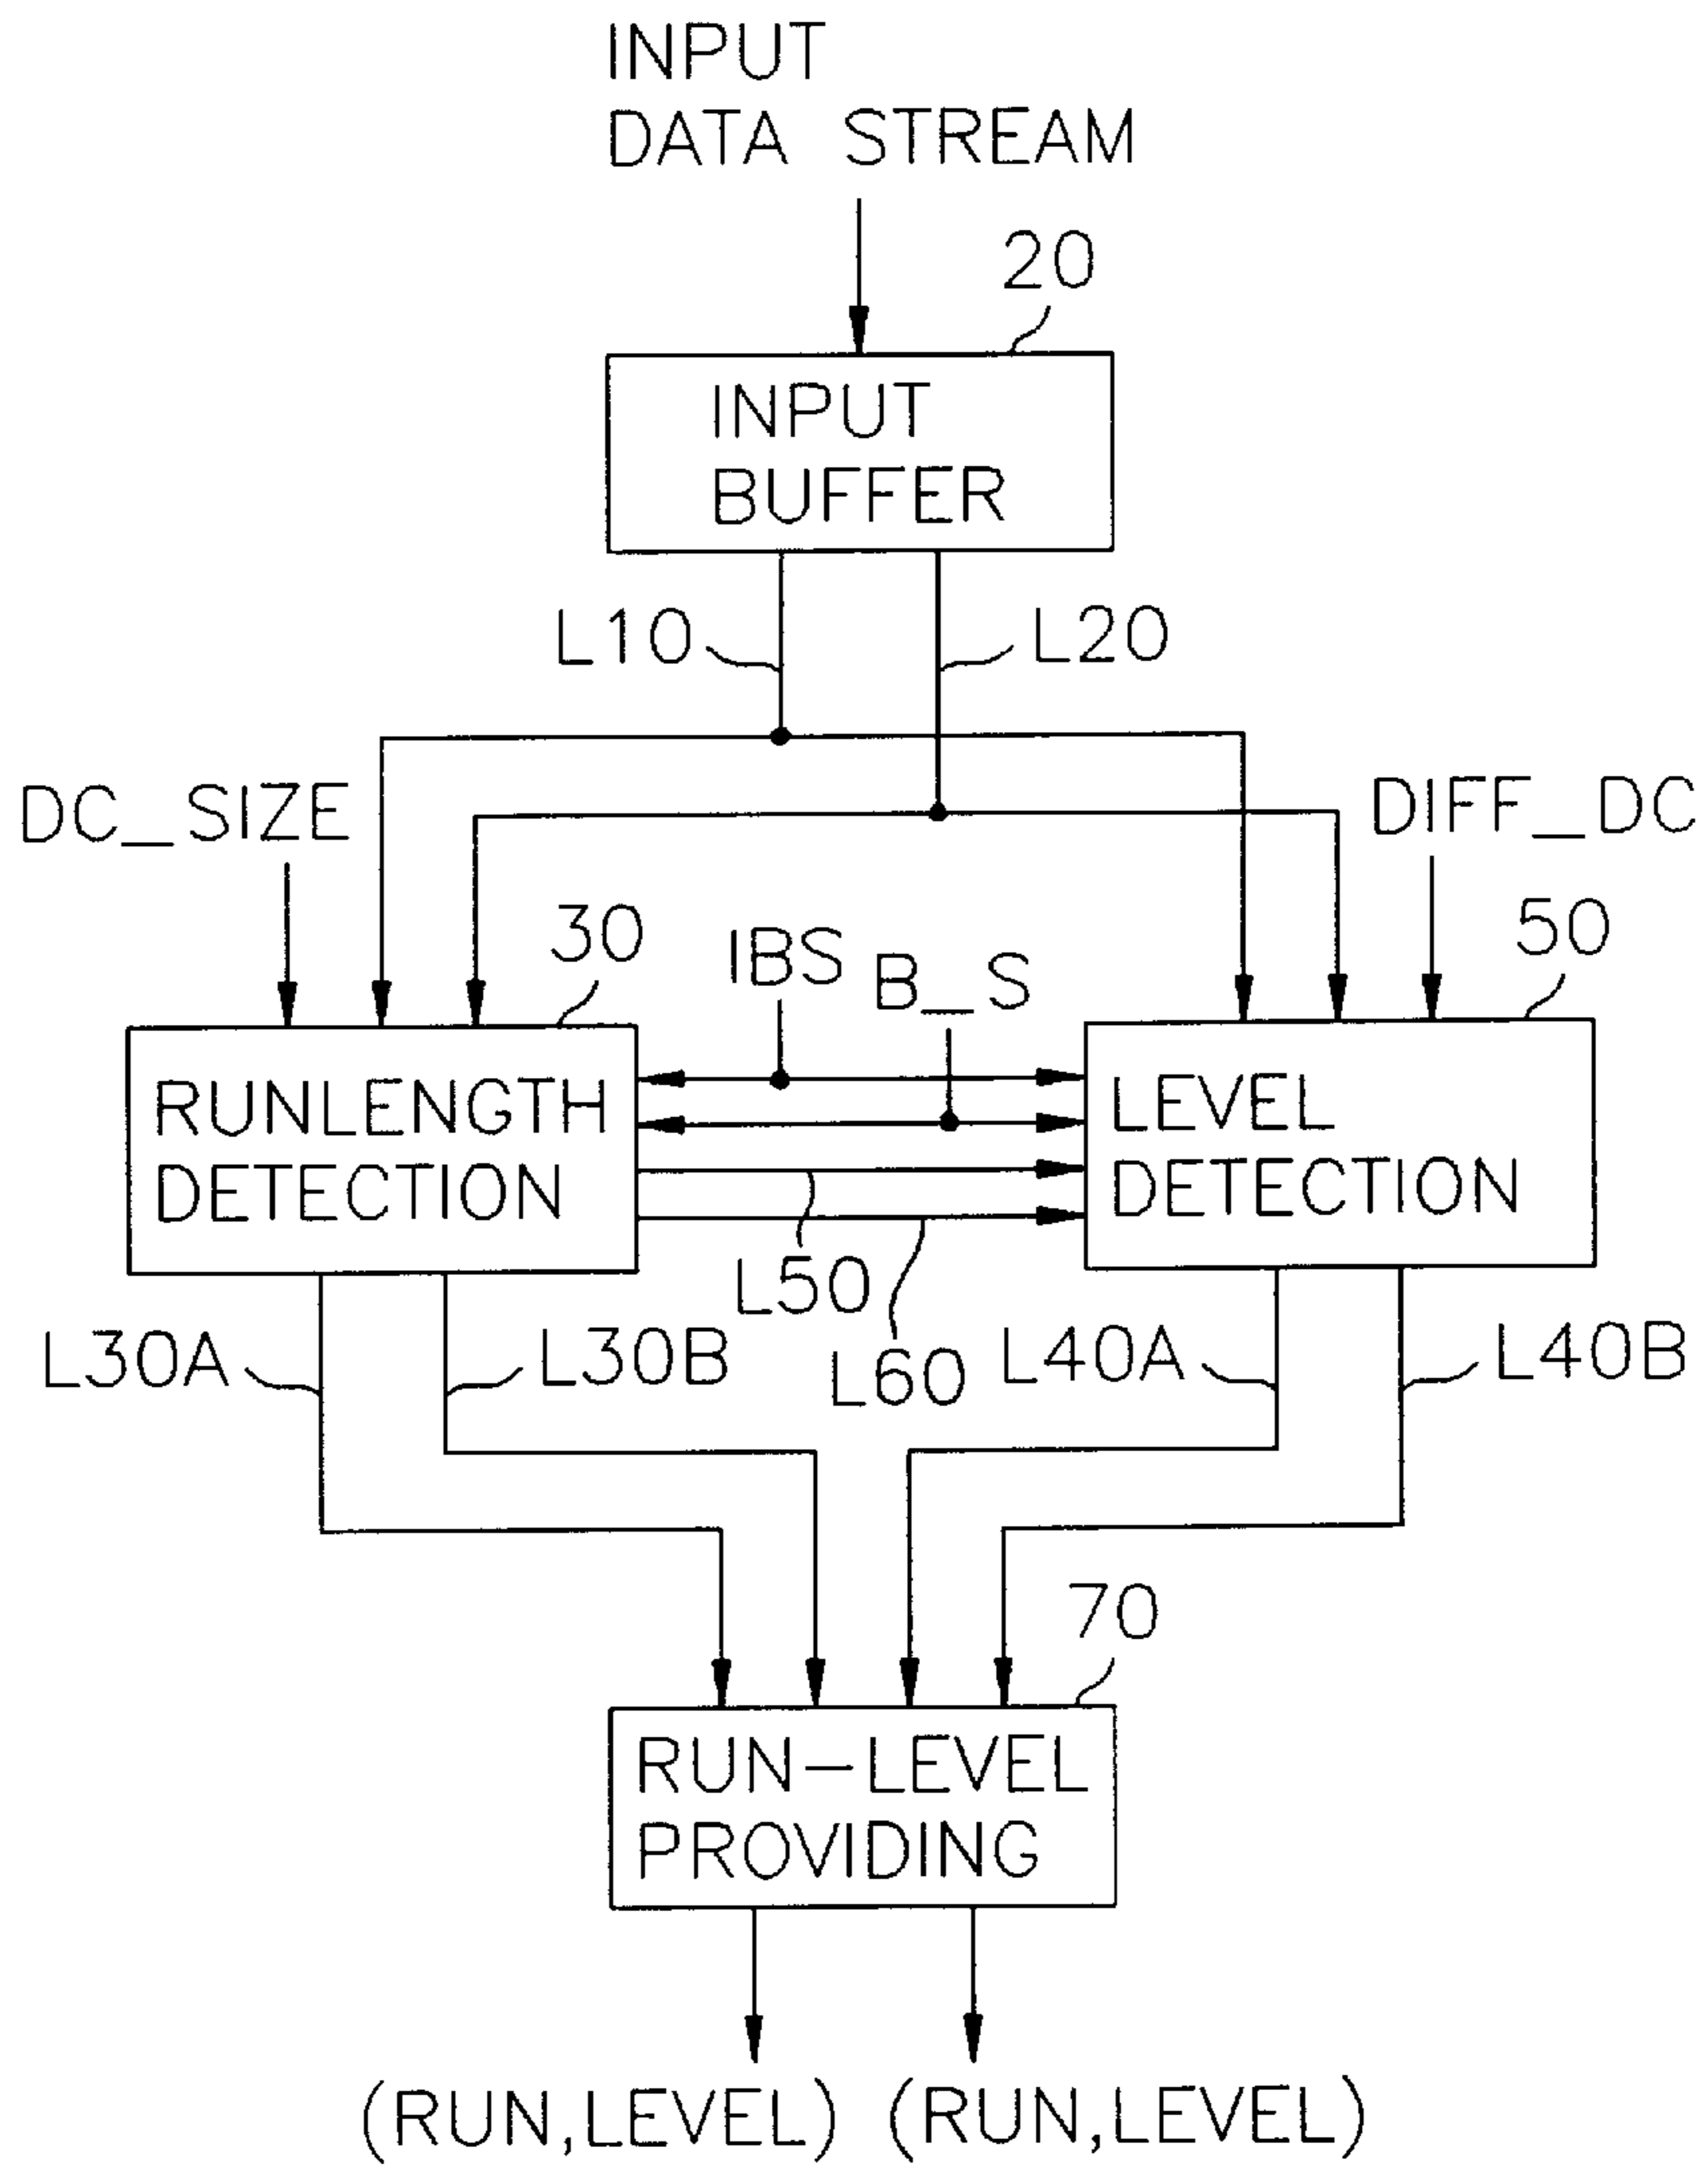 INPUT
DATA STREAM
20
INPUT
BUFFER
L10
L20
DC_SIZE
DIFF_DC
30
IBS
B_S
50
RUNLENGTH
DETECTION
LEVEL
DETECTION
L50
L60
L30A
L30B
L40A
L40B
70
RUN-LEVEL
PROVIDING
(RUN,LEVEL) (RUN,LEVEL)